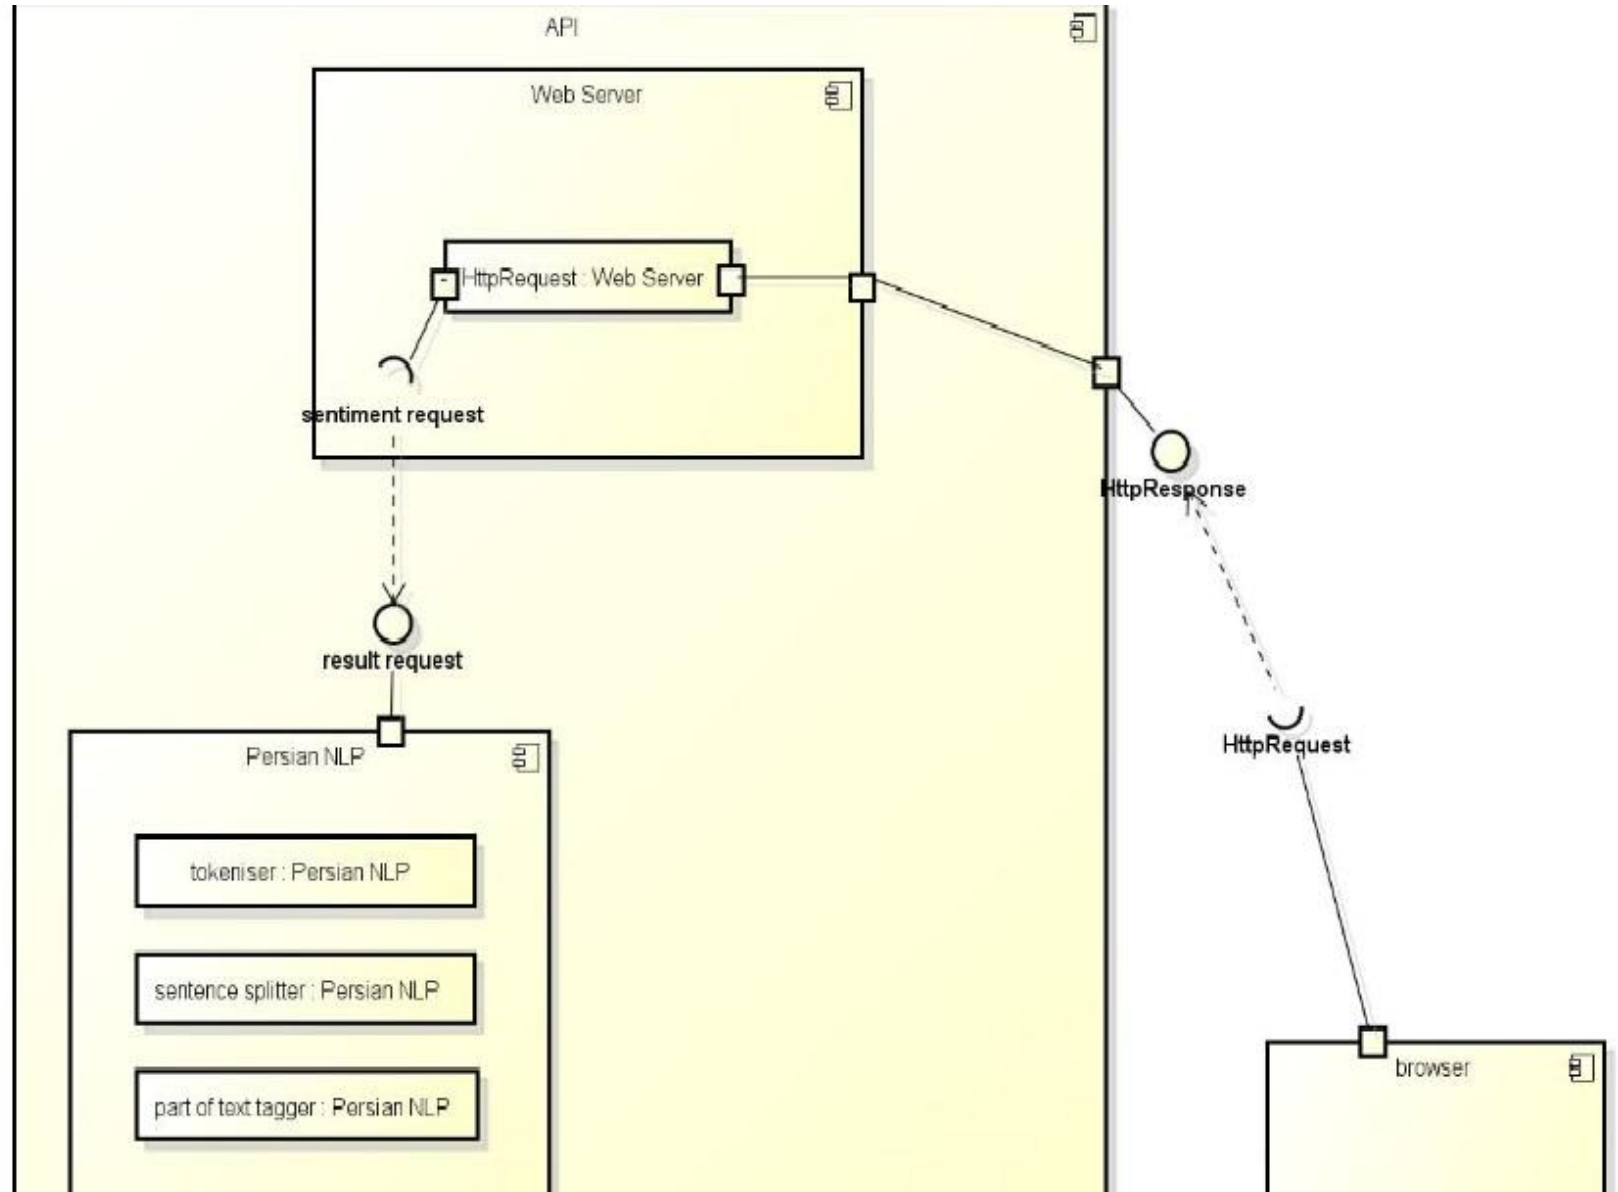 API
Web Server
HttpRequest : Web Server
sentiment request
HttpResponse
result request
HttpRequest
Persian NLP
tokeniser : Persian NLP
sentence splitter : Persian NLP
part of text tagger : Persian NLP
browser